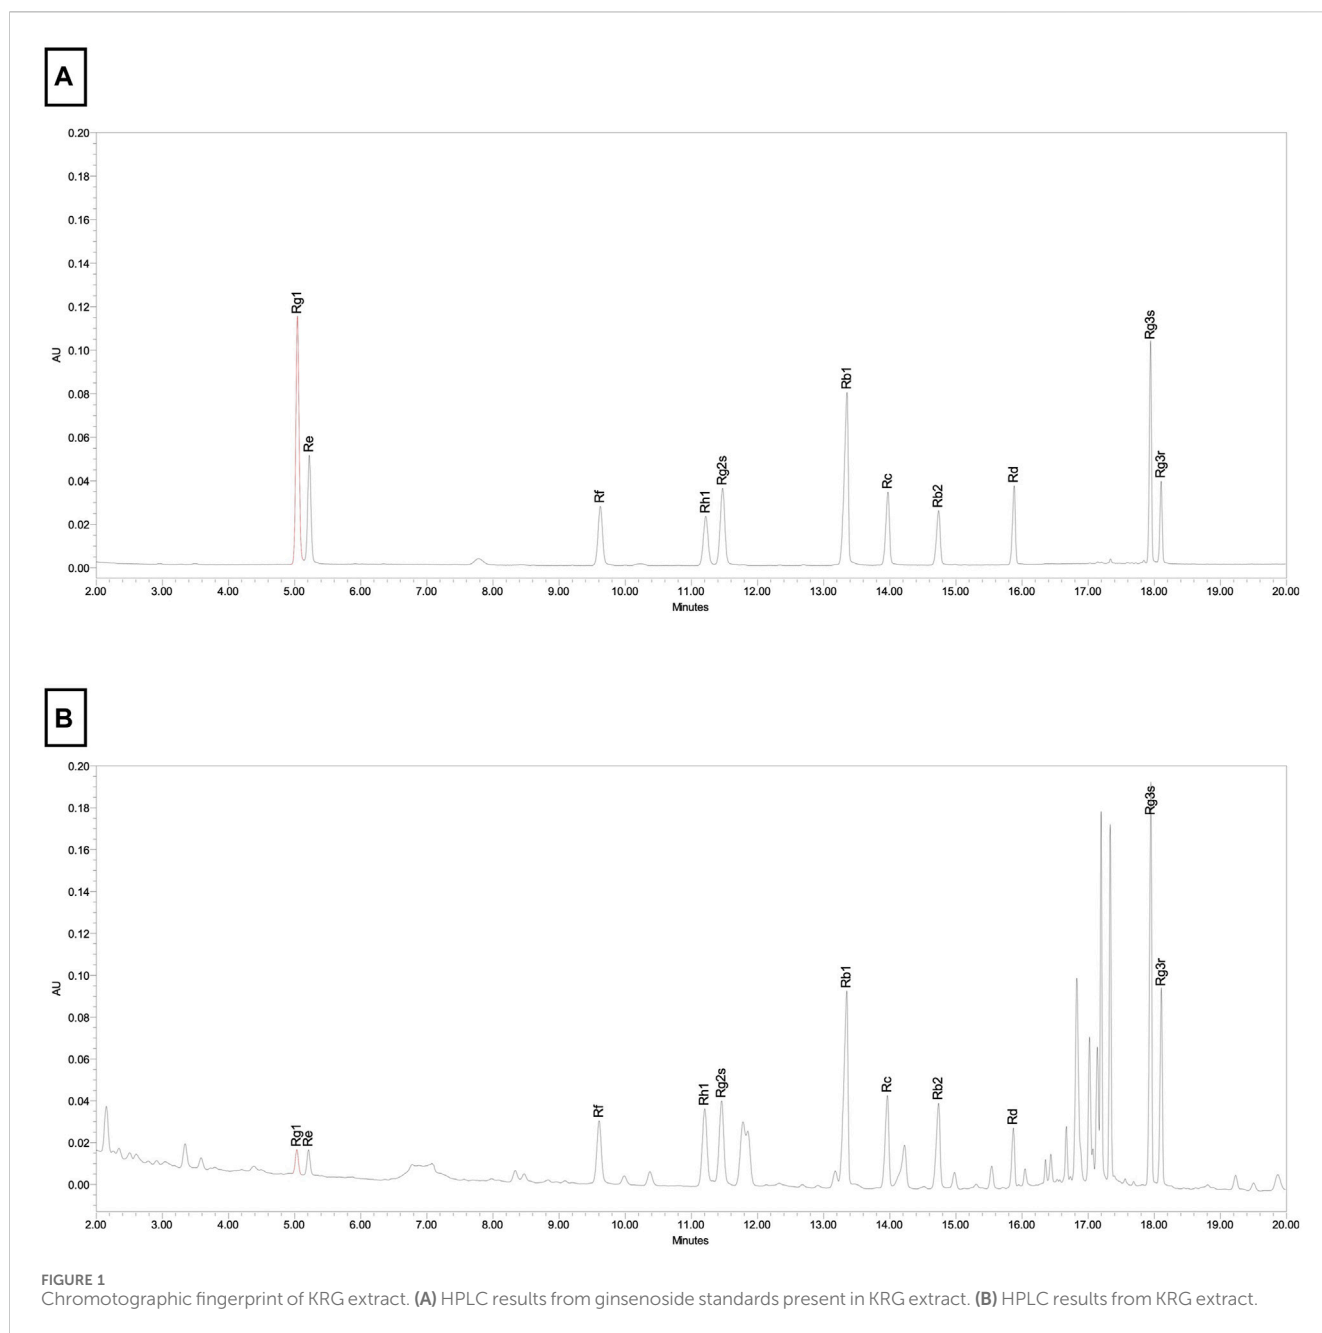 A
0.20
0.18
0.16
0.14
0.12
0.10
0.08
0.06
0.04
0.02
0.00
AU
Rg1
Re
Rf
Rh1
Rg2s
Rb1
Rc
Rb2
Rd
Rg3s
Rg3r
2.00 3.00 4.00 5.00 6.00 7.00 8.00 9.00 10.00 11.00 12.00 13.00 14.00 15.00 16.00 17.00 18.00 19.00 20.00
Minutes
B
0.20
0.18
0.16
0.14
0.12
0.10
0.08
0.06
0.04
0.02
0.00
AU
Rg1
Re
Rf
Rh1
Rg2s
Rb1
Rc
Rb2
Rd
Rg3s
Rg3r
2.00 3.00 4.00 5.00 6.00 7.00 8.00 9.00 10.00 11.00 12.00 13.00 14.00 15.00 16.00 17.00 18.00 19.00 20.00
Minutes
FIGURE 1
Chromotographic fingerprint of KRG extract. (A) HPLC results from ginsenoside standards present in KRG extract. (B) HPLC results from KRG extract.